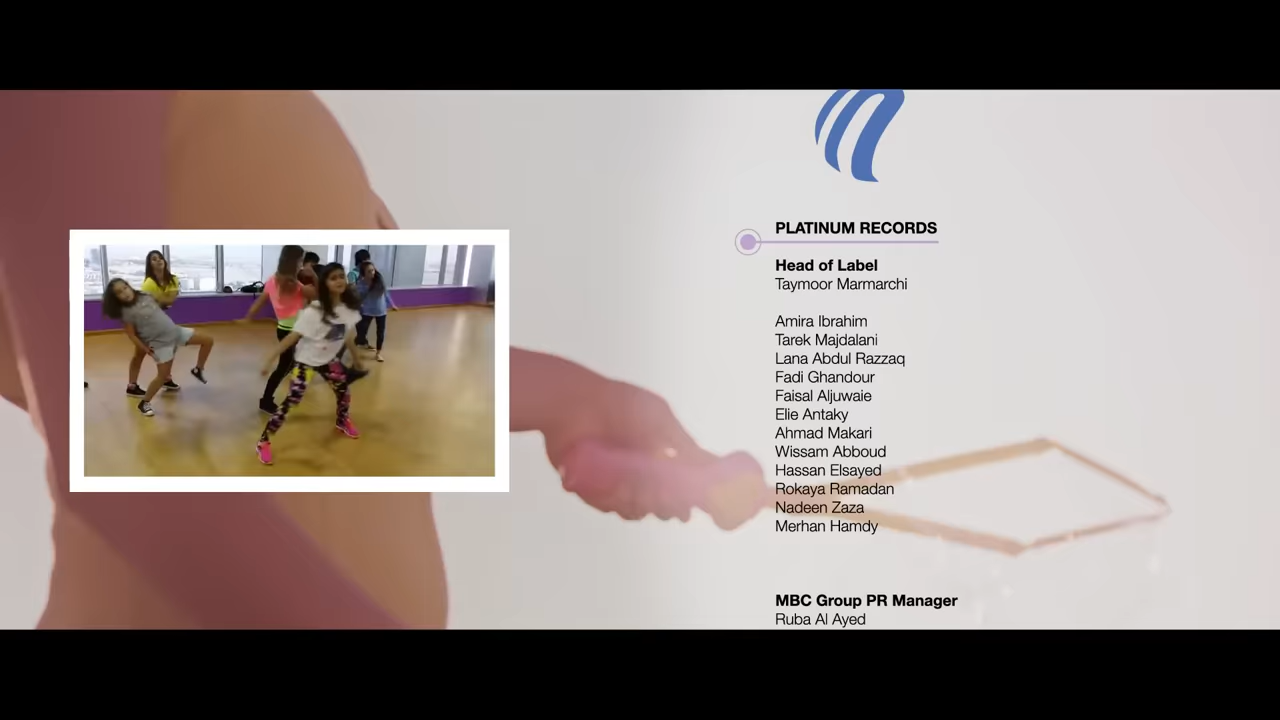 PLATINUM RECORDS
Head of Label
Taymoor Marmarchi
Amira Ibrahim
Tarek Majdalani
Lana Abdul Razzaq
Fadi Ghandour
Faisal Aljuwaie
Elie Antaky
Ahmad Makari
Wissam Abboud
Hassan Elsayed
Rokaya Ramadan
Nadeen Zaza
Merhan Hamdy
MBC Group PR Manager
Ruba Al Ayed